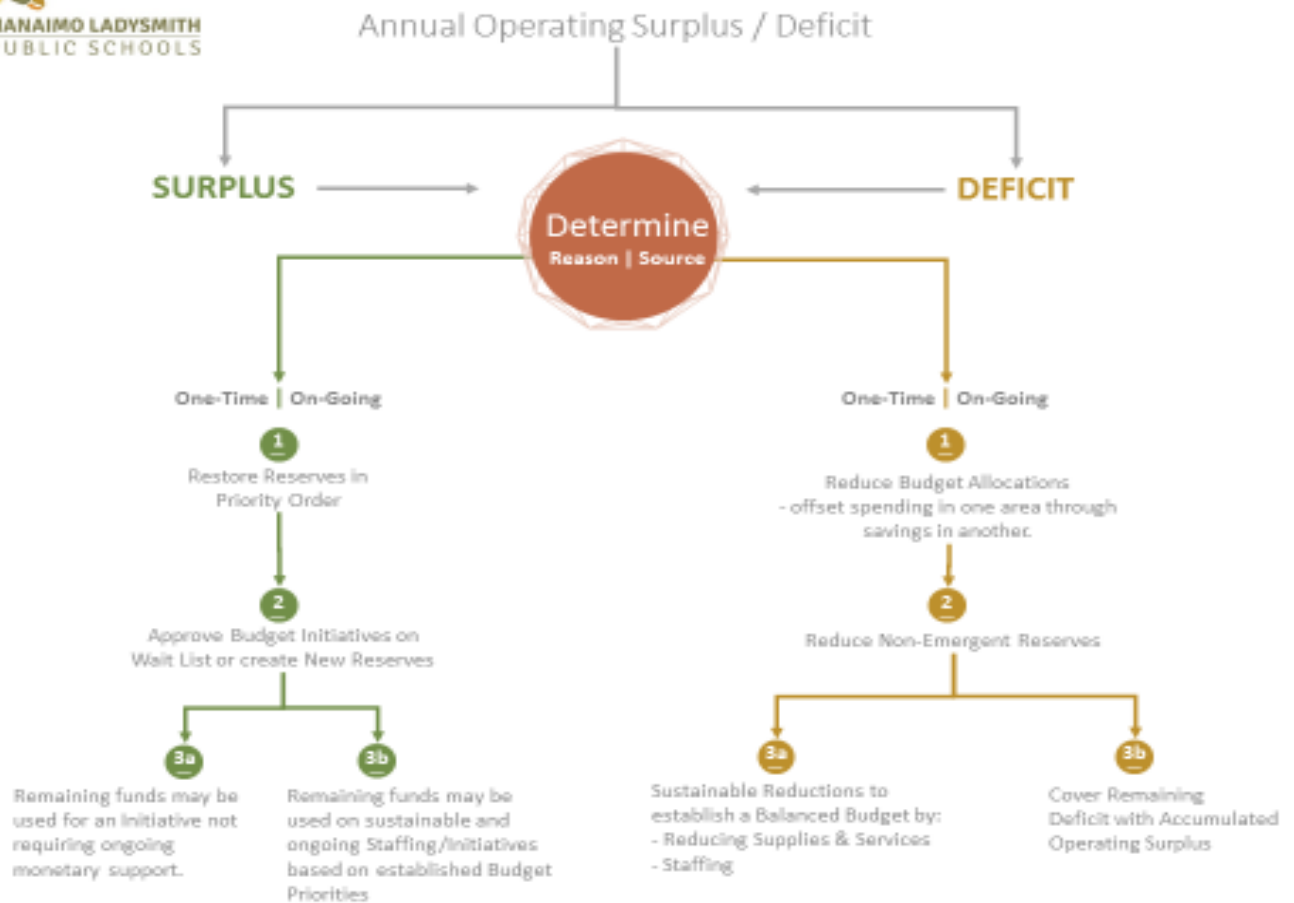 NANAIMO LADYSMITH
PUBLIC SCHOOLS
Annual Operating Surplus / Deficit
SURPLUS
DEFICIT
Determine
Reason | Source
One-Time | On-Going
1
Restore Reserves in
Priority Order
2
Approve Budget Initiatives on
Wait List or create New Reserves
3a
Remaining funds may be
used for an Initiative not
requiring ongoing
monetary support.
3b
Remaining funds may be
used on sustainable and
ongoing Staffing/Initiatives
based on established Budget
Priorities
One-Time | On-Going
1
Reduce Budget Allocations
- offset spending in one area through
savings in another.
2
Reduce Non-Emergent Reserves
3a
Sustainable Reductions to
establish a Balanced Budget by:
- Reducing Supplies & Services
- Staffing
3b
Cover Remaining
Deficit with Accumulated
Operating Surplus